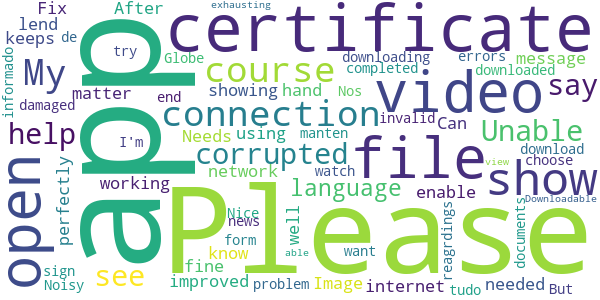 exhausting
Fix
After
certificate
lend
keeps
de
try
Globe
downloading
errors
message
My
app
course
completed
downloaded
video
say
informado
damaged
matter
end
showing
hand
Nos
connection
invalid
Can
Unable
help
I'm
Needs
using
manten
file
download
choose
open
perfectly
working
corrupted
network
watch
enable
show
language
view
Please
Nice
news
able
Downloadable
see
know
form
well
want
reagrdings
documents
sign
Noisy
fine
improved
problem
Image
internet
needed
tudo
But